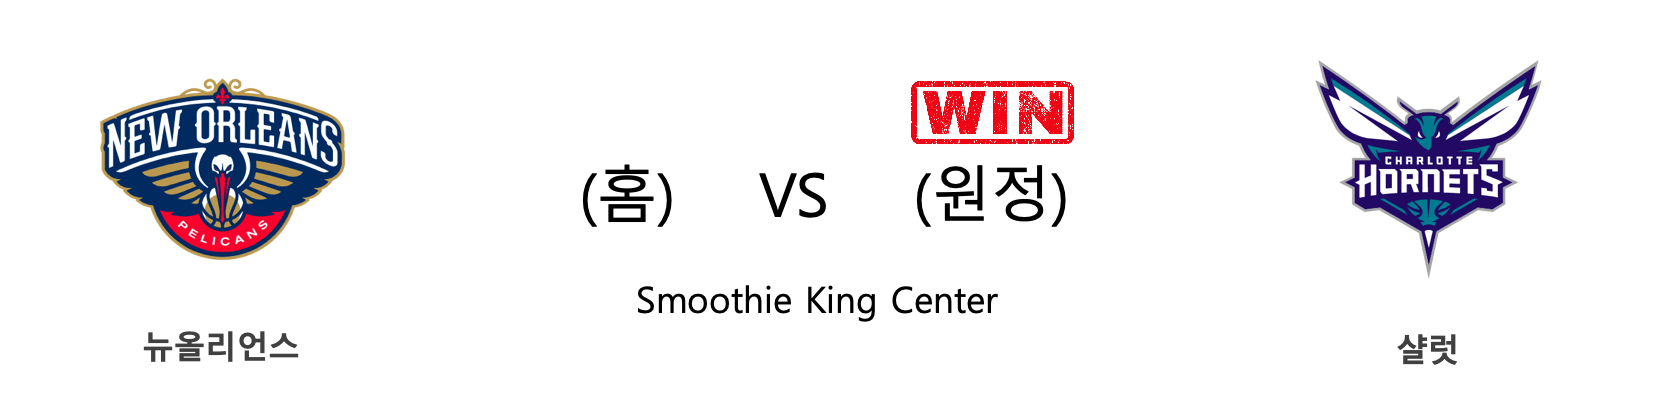 NEW ORLEANS
PELICANS
뉴올리언스
WIN
(홈) VS (원정)
Smoothie King Center
CHARLOTTE
HORNETS
샬럿